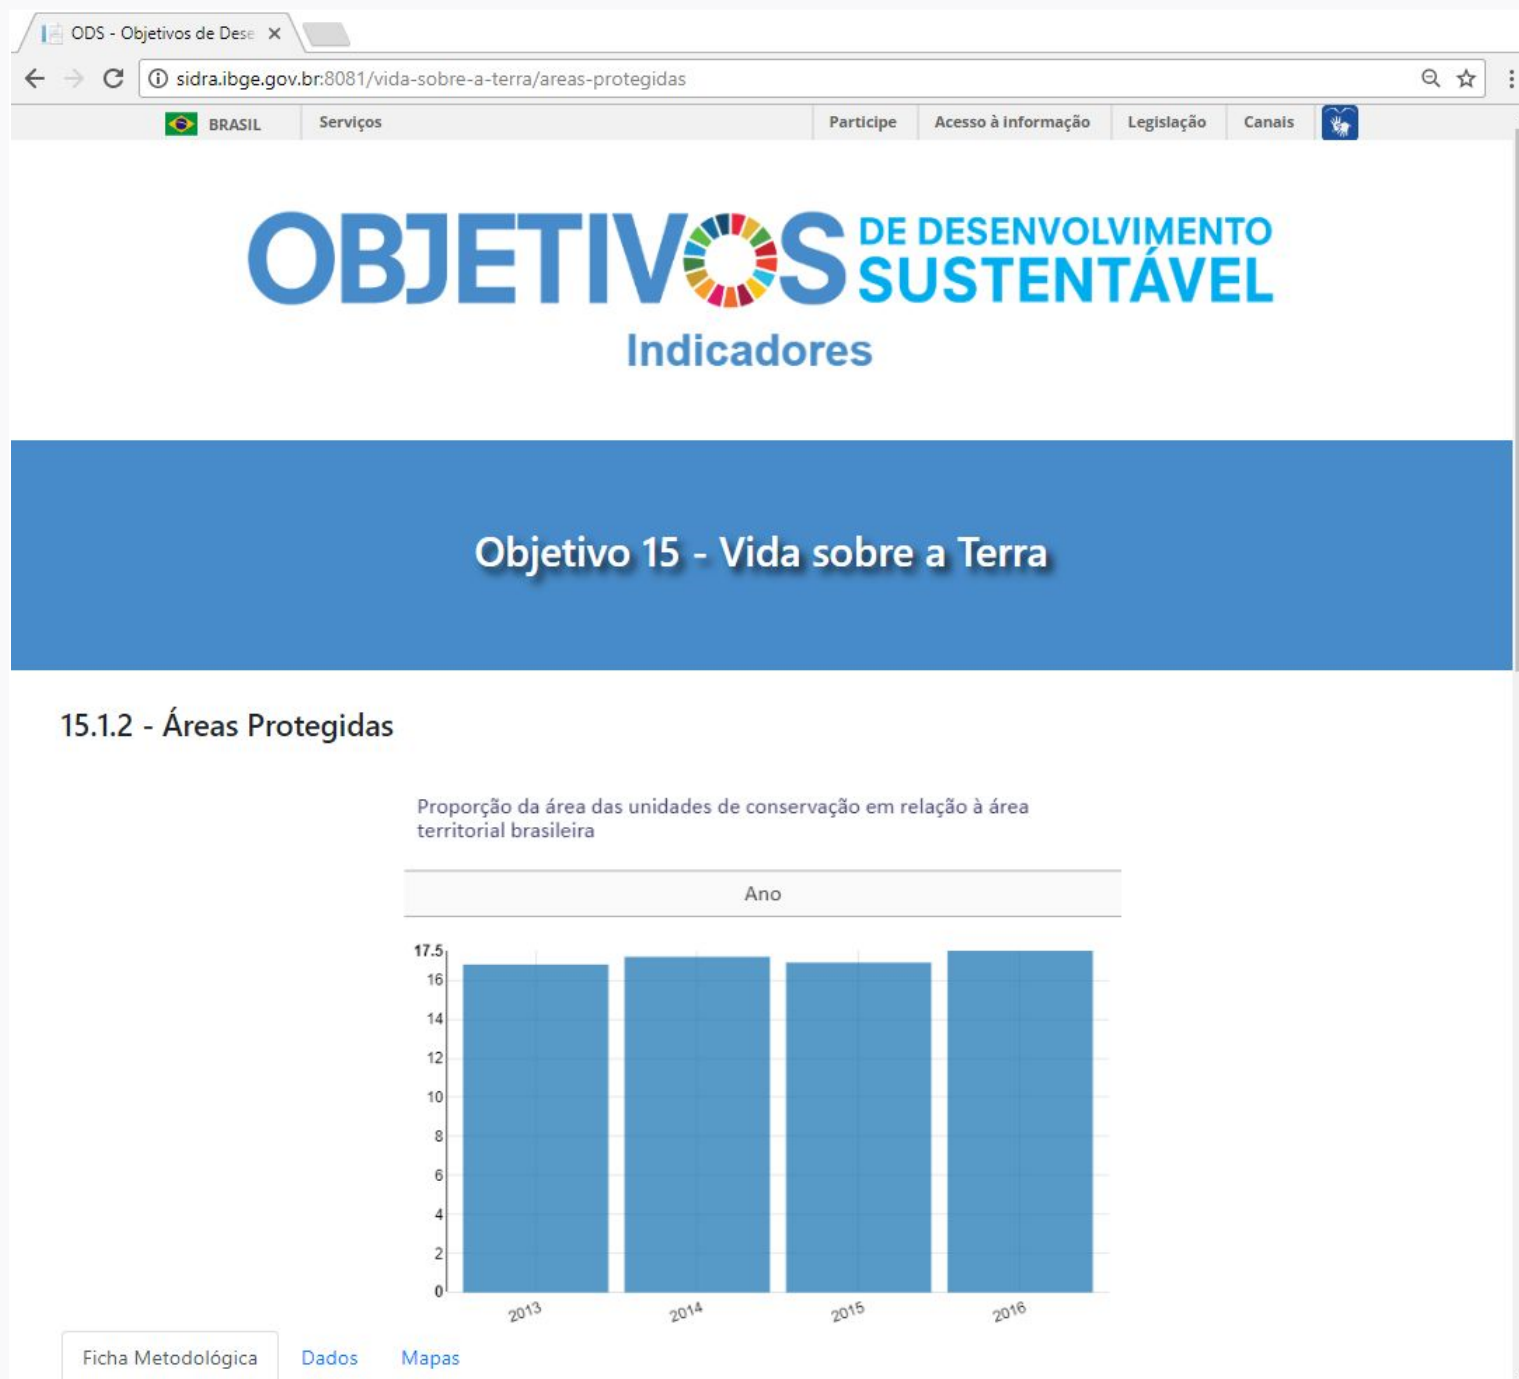 ODS - Objetivos de Dese
sidra.ibge.gov.br:8081/vida-sobre-a-terra/areas-protegidas
BRASIL Serviços Participe Acesso à informação Legislação Canais
OBJETIVOS DE DESENVOLVIMENTO SUSTENTÁVEL
Indicadores
Objetivo 15 - Vida sobre a Terra
15.1.2 - Áreas Protegidas
Proporção da área das unidades de conservação em relação à área
territorial brasileira
Ano
17.5
16
14
12
10
8
6
4
2
0
2013 2014 2015 2016
Ficha Metodológica Dados Mapas